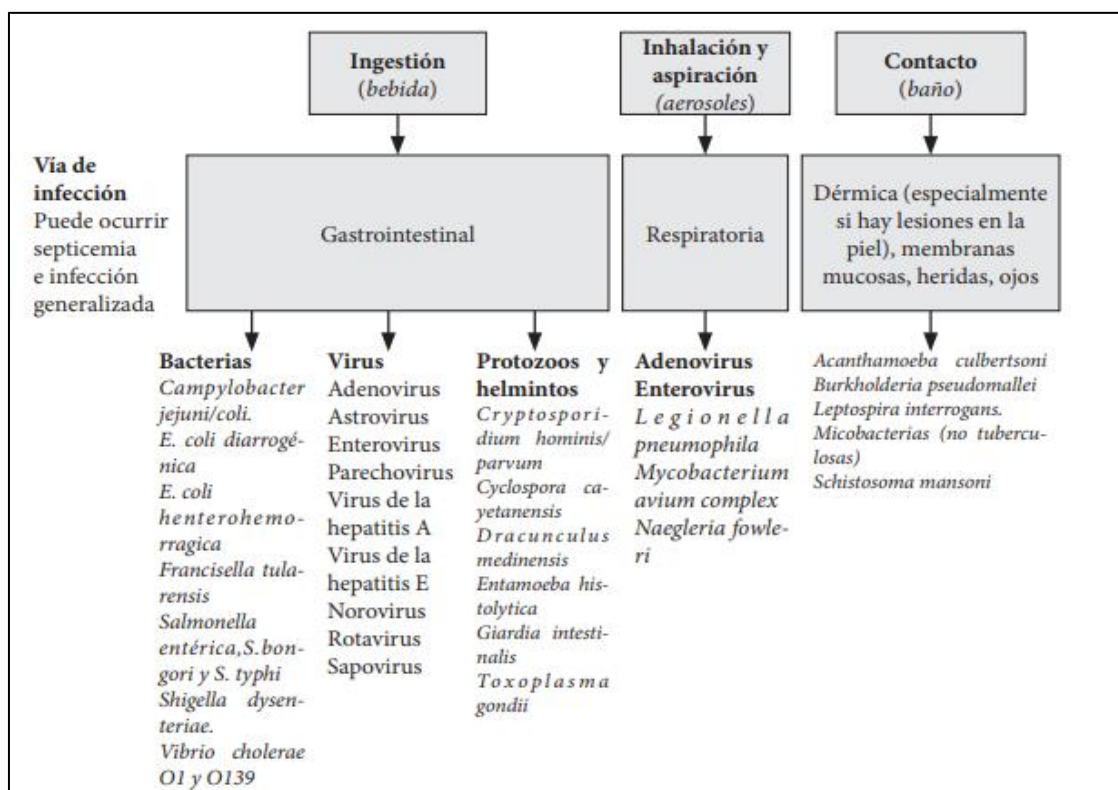 Ingestión
(bebida)
Inhalación y
aspiración
(aerosoles)
Contacto
(baño)
Vía de
infección
Puede ocurrir
septicemia
e infección
generalizada
Gastrointestinal
Respiratoria
Dérmica (especialmente
si hay lesiones en la
piel), membranas
mucosas, heridas, ojos
Bacterias
Campylobacter
jejuni/coli.
E. coli diarrogé-
nica
E. coli
henterohemo-
rragica
Francisella tula-
rensis
Salmonella
entérica,S.bon-
gori y S. typhi
Shigella dysen-
teriae.
Vibrio cholerae
O1 y O139
Virus
Adenovirus
Astrovirus
Enterovirus
Parechovirus
Virus de la
hepatitis A
Virus de la
hepatitis E
Norovirus
Rotavirus
Sapovirus
Protozoos y
helmintos
Cryptospori-
dium hominis/
parvum
Cyclospora ca-
yetanensis
Dracunculus
medinensis
Entamoeba his-
tolytica
Giardia intesti-
nalis
Toxoplasma
gondii
Adenovirus
Enterovirus
Legionella
pneumophila
Mycobacterium
avium complex
Naegleria fowle-
ri
Acanthamoeba culbertsoni
Burkholderia pseudomallei
Leptospira interrogans.
Micobacterias (no tubercu-
losas)
Schistosoma mansoni